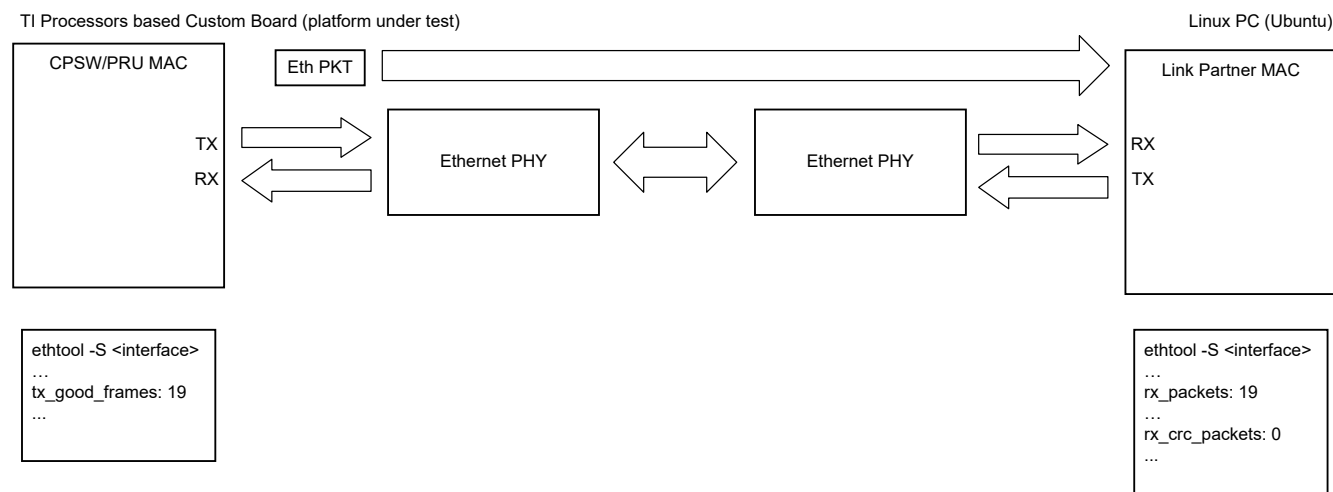 TI Processors based Custom Board (platform under test)
Linux PC (Ubuntu)
CPSW/PRU MAC
Eth PKT
Link Partner MAC
TX
RX
Ethernet PHY
Ethernet PHY
RX
TX
ethtool -S <interface>
…
tx_good_frames: 19
...
ethtool -S <interface>
…
rx_packets: 19
…
rx_crc_packets: 0
...